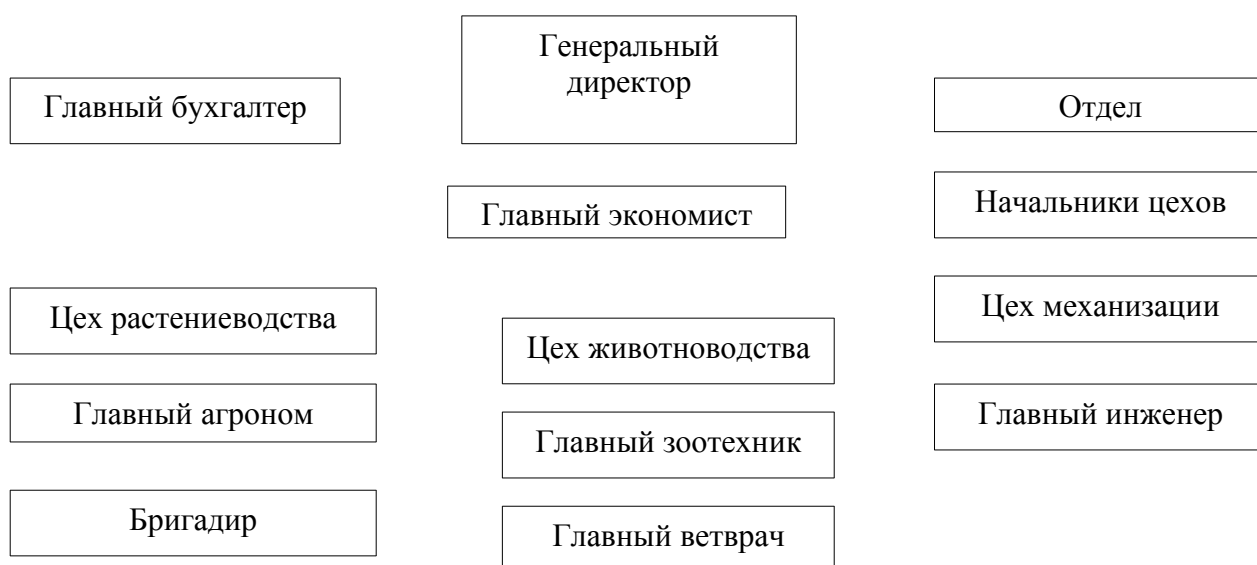 Генеральный
директор
Главный бухгалтер
Отдел
Главный экономист
Начальники цехов
Цех растениеводства
Цех животноводства
Цех механизации
Главный агроном
Главный зоотехник
Главный инженер
Бригадир
Главный ветврач